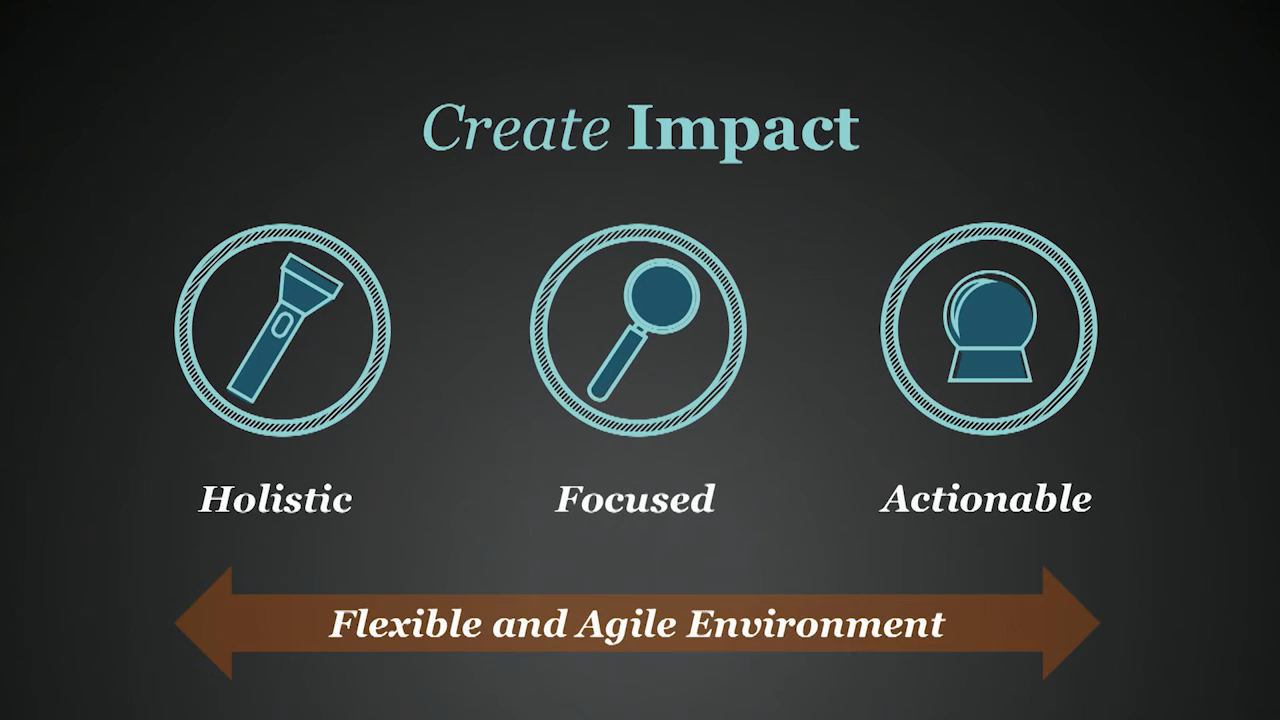 Create Impact
Holistic
Focused
Actionable
Flexible and Agile Environment